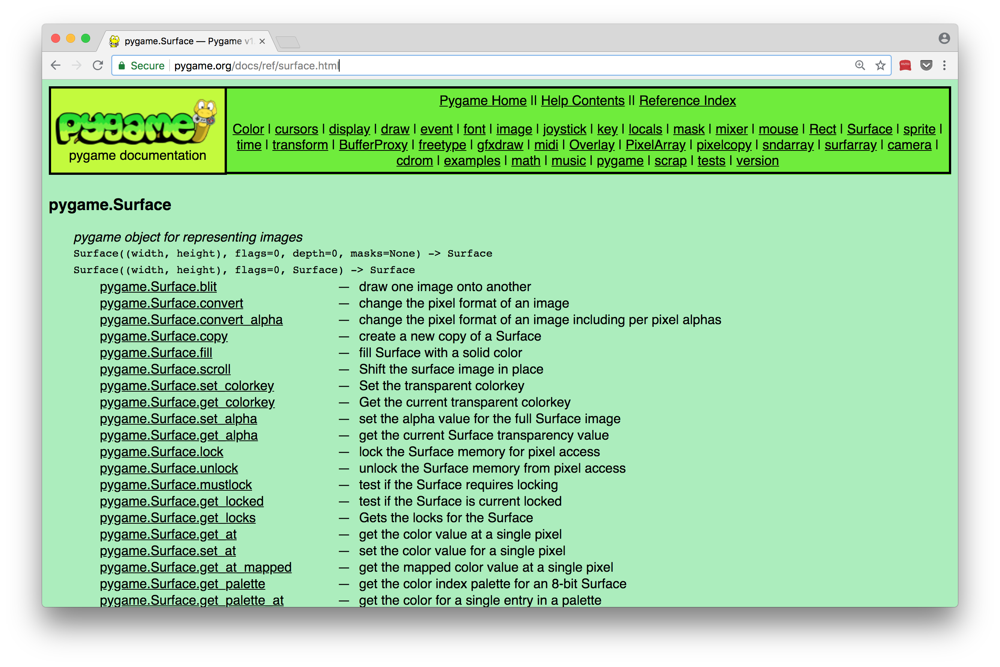 pygame.Surface — Pygame v1.
Secure pygame.org/docs/ref/surface.html
pygame
pygame documentation
Pygame Home || Help Contents || Reference Index
Color | cursors | display | draw | event | font | image | joystick | key | locals | mask | mixer | mouse | Rect | Surface | sprite |
time | transform | BufferProxy | freetype | gfxdraw | midi | Overlay | PixelArray | pixelcopy | sndarray | surfarray | camera |
cdrom | examples | math | music | pygame | scrap | tests | version
pygame.Surface
pygame object for representing images
Surface((width, height), flags=0, depth=0, masks=None) -> Surface
Surface((width, height), flags=0, Surface) -> Surface
pygame.Surface.blit — draw one image onto another
pygame.Surface.convert — change the pixel format of an image
pygame.Surface.convert_alpha — change the pixel format of an image including per pixel alphas
pygame.Surface.copy — create a new copy of a Surface
pygame.Surface.fill — fill Surface with a solid color
pygame.Surface.scroll — Shift the surface image in place
pygame.Surface.set_colorkey — Set the transparent colorkey
pygame.Surface.get_colorkey — Get the current transparent colorkey
pygame.Surface.set_alpha — set the alpha value for the full Surface image
pygame.Surface.get_alpha — get the current Surface transparency value
pygame.Surface.lock — lock the Surface memory for pixel access
pygame.Surface.unlock — unlock the Surface memory from pixel access
pygame.Surface.mustlock — test if the Surface requires locking
pygame.Surface.get_locked — test if the Surface is current locked
pygame.Surface.get_locks — Gets the locks for the Surface
pygame.Surface.get_at — get the color value at a single pixel
pygame.Surface.set_at — set the color value for a single pixel
pygame.Surface.get_at_mapped — get the mapped color value at a single pixel
pygame.Surface.get_palette — get the color index palette for an 8-bit Surface
pygame.Surface.get_palette_at — get the color for a single entry in a palette